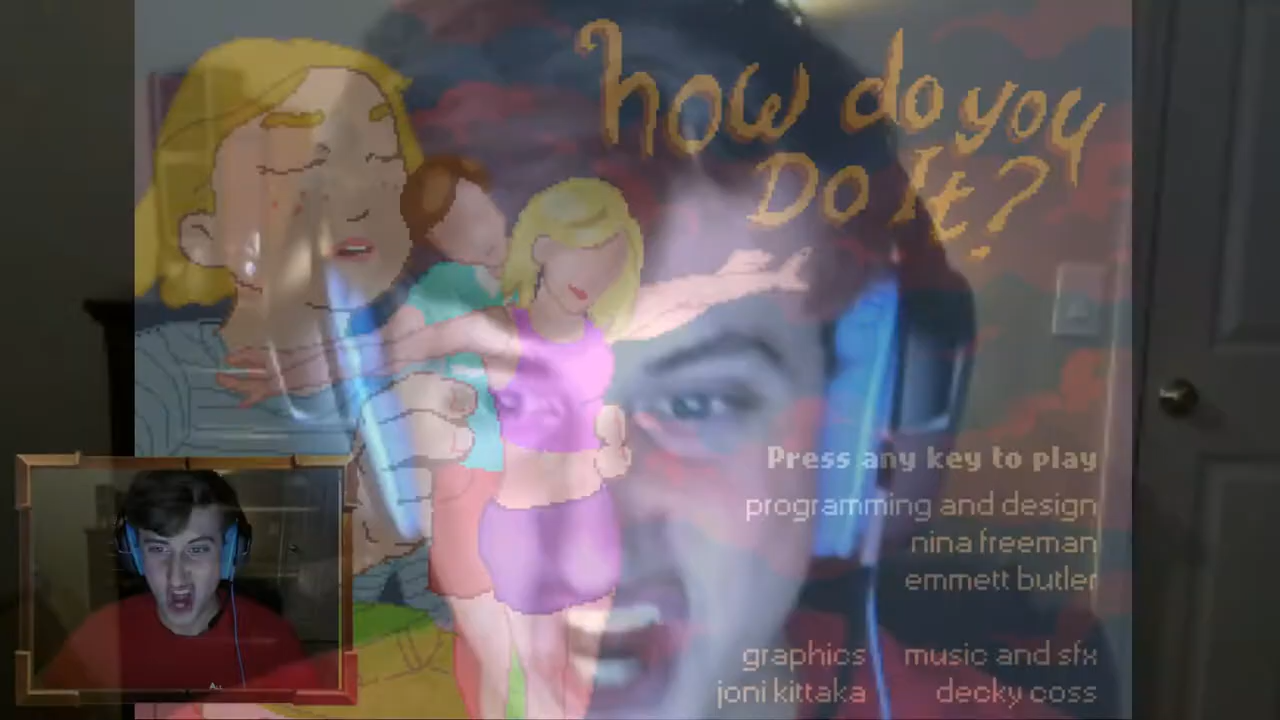 how do you
Do It?
Press any key to play
programming and design
nina freeman
emmett butler
graphics
joni kittaka
music and sfx
decky coss